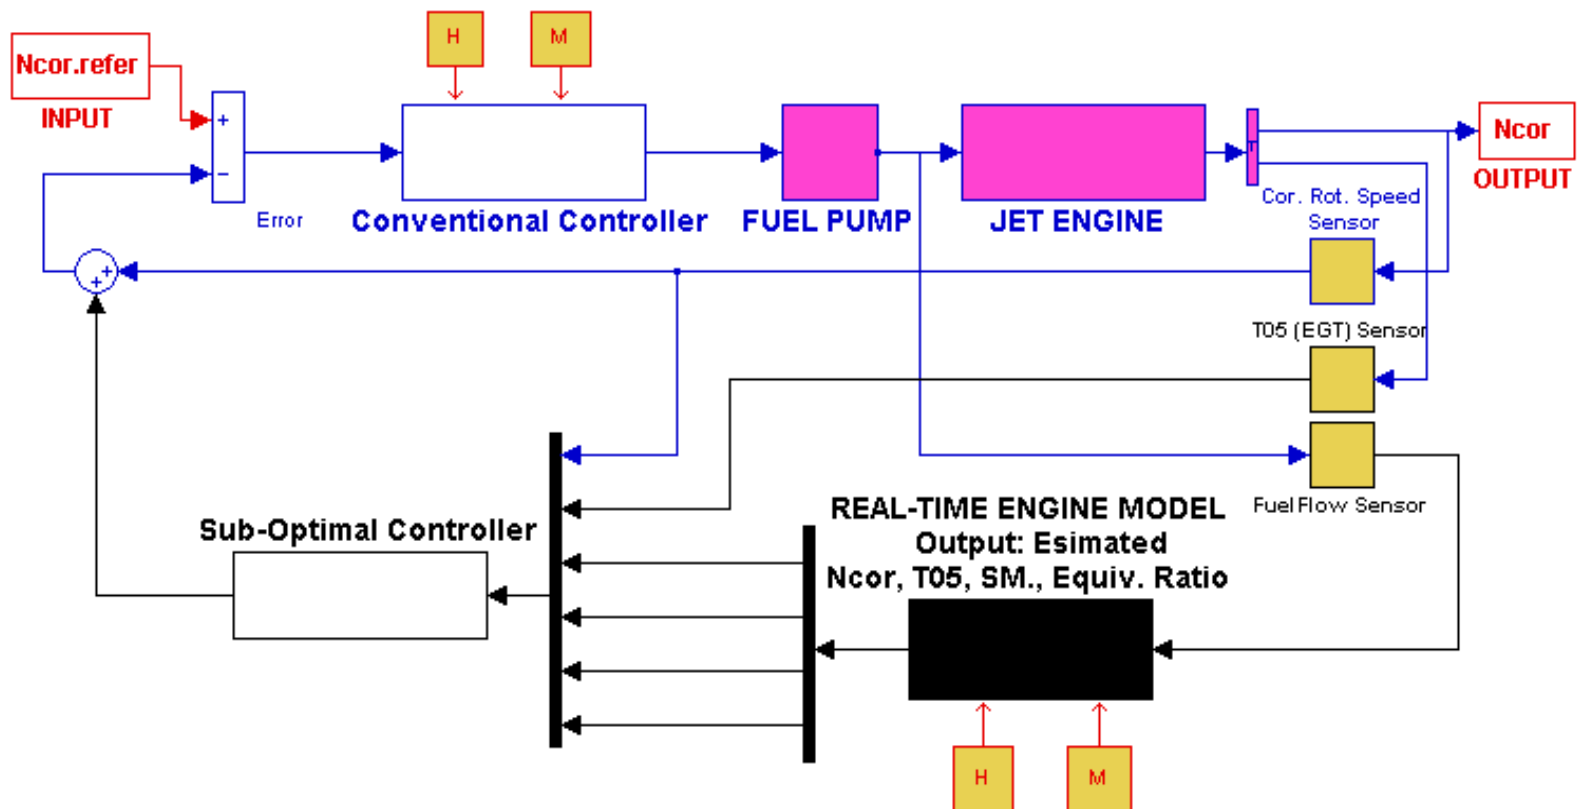 H
M
Ncor.refer
INPUT
+
−
Error
Conventional Controller
FUEL PUMP
JET ENGINE
T
Ncor
OUTPUT
Cor. Rot. Speed
Sensor
+
+
T05 (EGT) Sensor
Fuel Flow Sensor
REAL-TIME ENGINE MODEL
Output: Esimated
Ncor, T05, SM., Equiv. Ratio
Sub-Optimal Controller
H
M